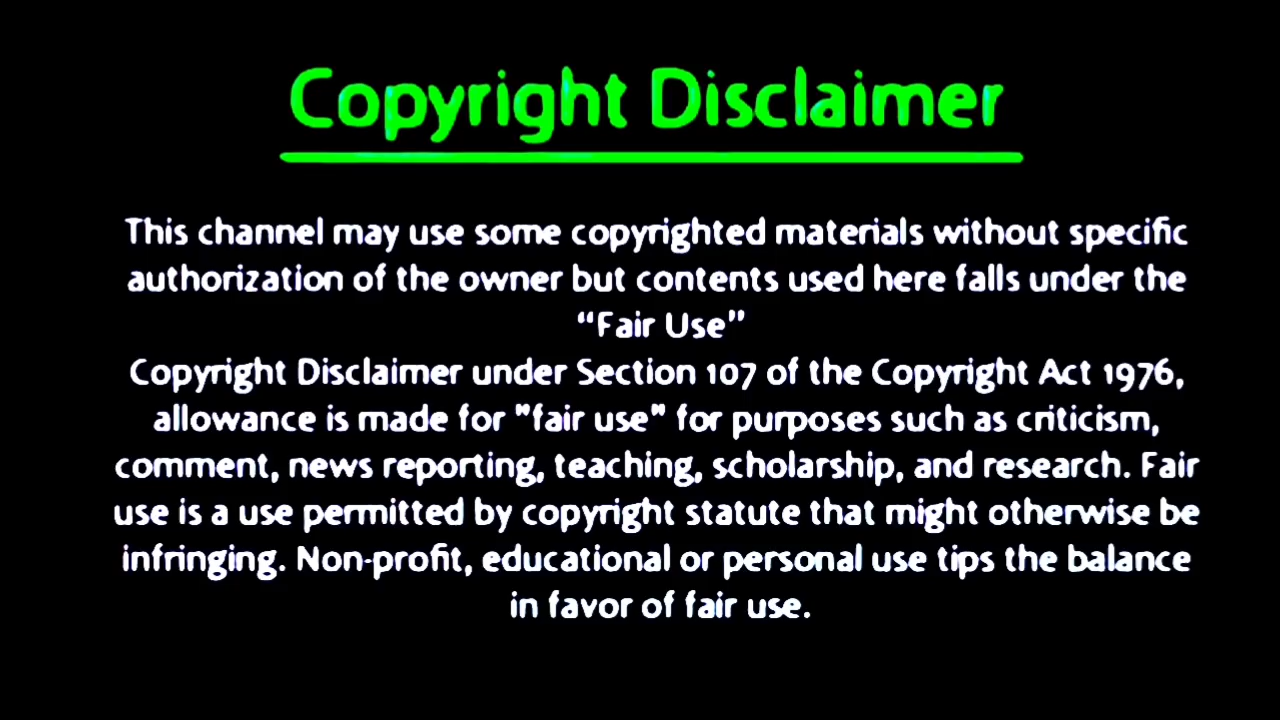 Copyright Disclaimer
This channel may use some copyrighted materials without specific
authorization of the owner but contents used here falls under the
“Fair Use”
Copyright Disclaimer under Section 107 of the Copyright Act 1976,
allowance is made for "fair use" for purposes such as criticism,
comment, news reporting, teaching, scholarship, and research. Fair
use is a use permitted by copyright statute that might otherwise be
infringing. Non-profit, educational or personal use tips the balance
in favor of fair use.